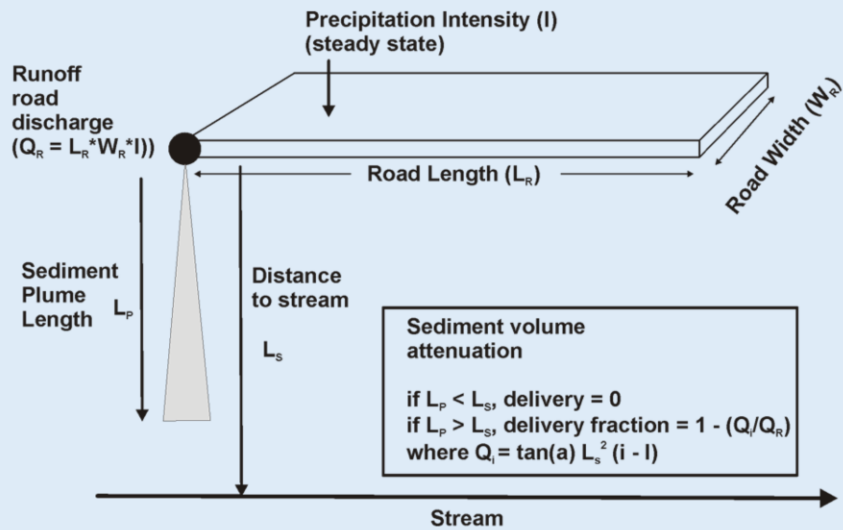 Precipitation Intensity (I)
(steady state)
Runoff
road
discharge
(Q_R = L_R*W_R*I))
Road Length (L_R)
Road Width (W_R)
Sediment
Plume
Length L_P
Distance
to stream
L_S
Sediment volume
attenuation
if L_P < L_S, delivery = 0
if L_P > L_S, delivery fraction = 1 - (Q_i/Q_R)
where Q_i = tan(a) L_s² (i - I)
Stream